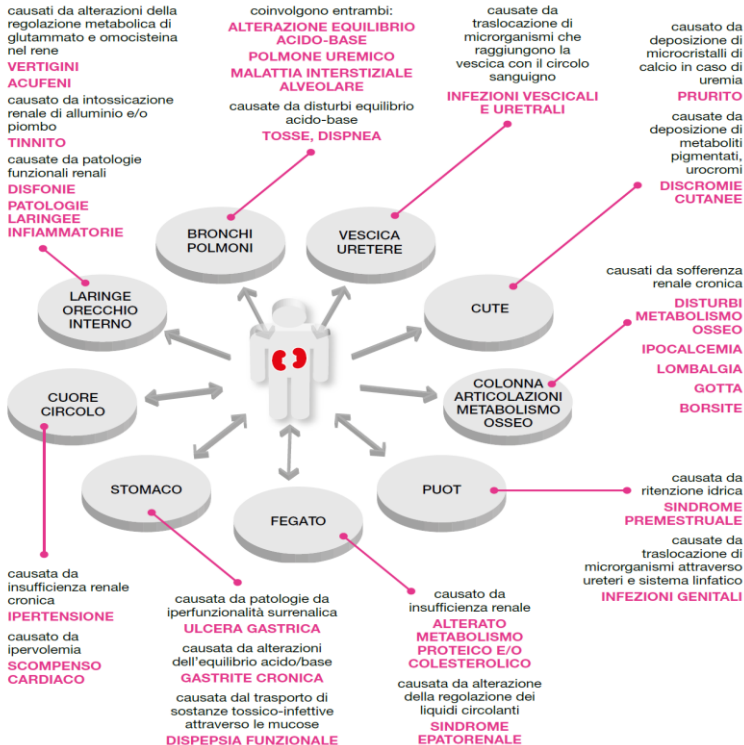 causati da alterazioni della
regolazione metabolica di
glutammato e omocisteina
nel rene
VERTIGINI
ACUFENI
causato da intossicazione
renale di alluminio e/o
piombo
TINNITO
causate da patologie
funzionali renali
DISFONIE
PATOLOGIE
LARINGEE
INFIAMMATORIE
coinvolgono entrambi:
ALTERAZIONE EQUILIBRIO
ACIDO-BASE
POLMONE UREMICO
MALATTIA INTERSTIZIALE
ALVEOLARE
causate da disturbi equilibrio
acido-base
TOSSE, DISPNEA
causate da
traslocazione di
microrganismi che
raggiungono la
vescica con il circolo
sanguigno
INFEZIONI VESCICALI
E URETRALI
causato da
deposizione di
microcristalli di
calcio in caso di
uremia
PRURITO
causate da
deposizione di
metaboliti
pigmentati,
urocromi
DISCROMIE
CUTANEE
BRONCHI
POLMONI
VESCICA
URETERE
LARINGE
ORECCHIO
INTERNO
CUTE
causati da sofferenza
renale cronica
DISTURBI
METABOLISMO
OSSEO
IPOCALCEMIA
LOMBALGIA
GOTTA
BORSITE
CUORE
CIRCOLO
COLONNA
ARTICOLAZIONI
METABOLISMO
OSSEO
STOMACO
FEGATO
PUOT
causata da
ritenzione idrica
SINDROME
PREMESTRUALE
causate da
traslocazione di
microrganismi attraverso
ureteri e sistema linfatico
INFEZIONI GENITALI
causata da
insufficienza renale
cronica
IPERTENSIONE
causato da
ipervolemia
SCOMPENSO
CARDIACO
causata da patologie da
iperfunzionalità surrenalica
ULCERA GASTRICA
causata da alterazioni
dell'equilibrio acido/base
GASTRITE CRONICA
causata dal trasporto di
sostanze tossico-infettive
attraverso le mucose
DISPEPSIA FUNZIONALE
causato da
insufficienza renale
ALTERATO
METABOLISMO
PROTEICO E/O
COLESTEROLICO
causata da alterazione
della regolazione dei
liquidi circolanti
SINDROME
EPATORENALE